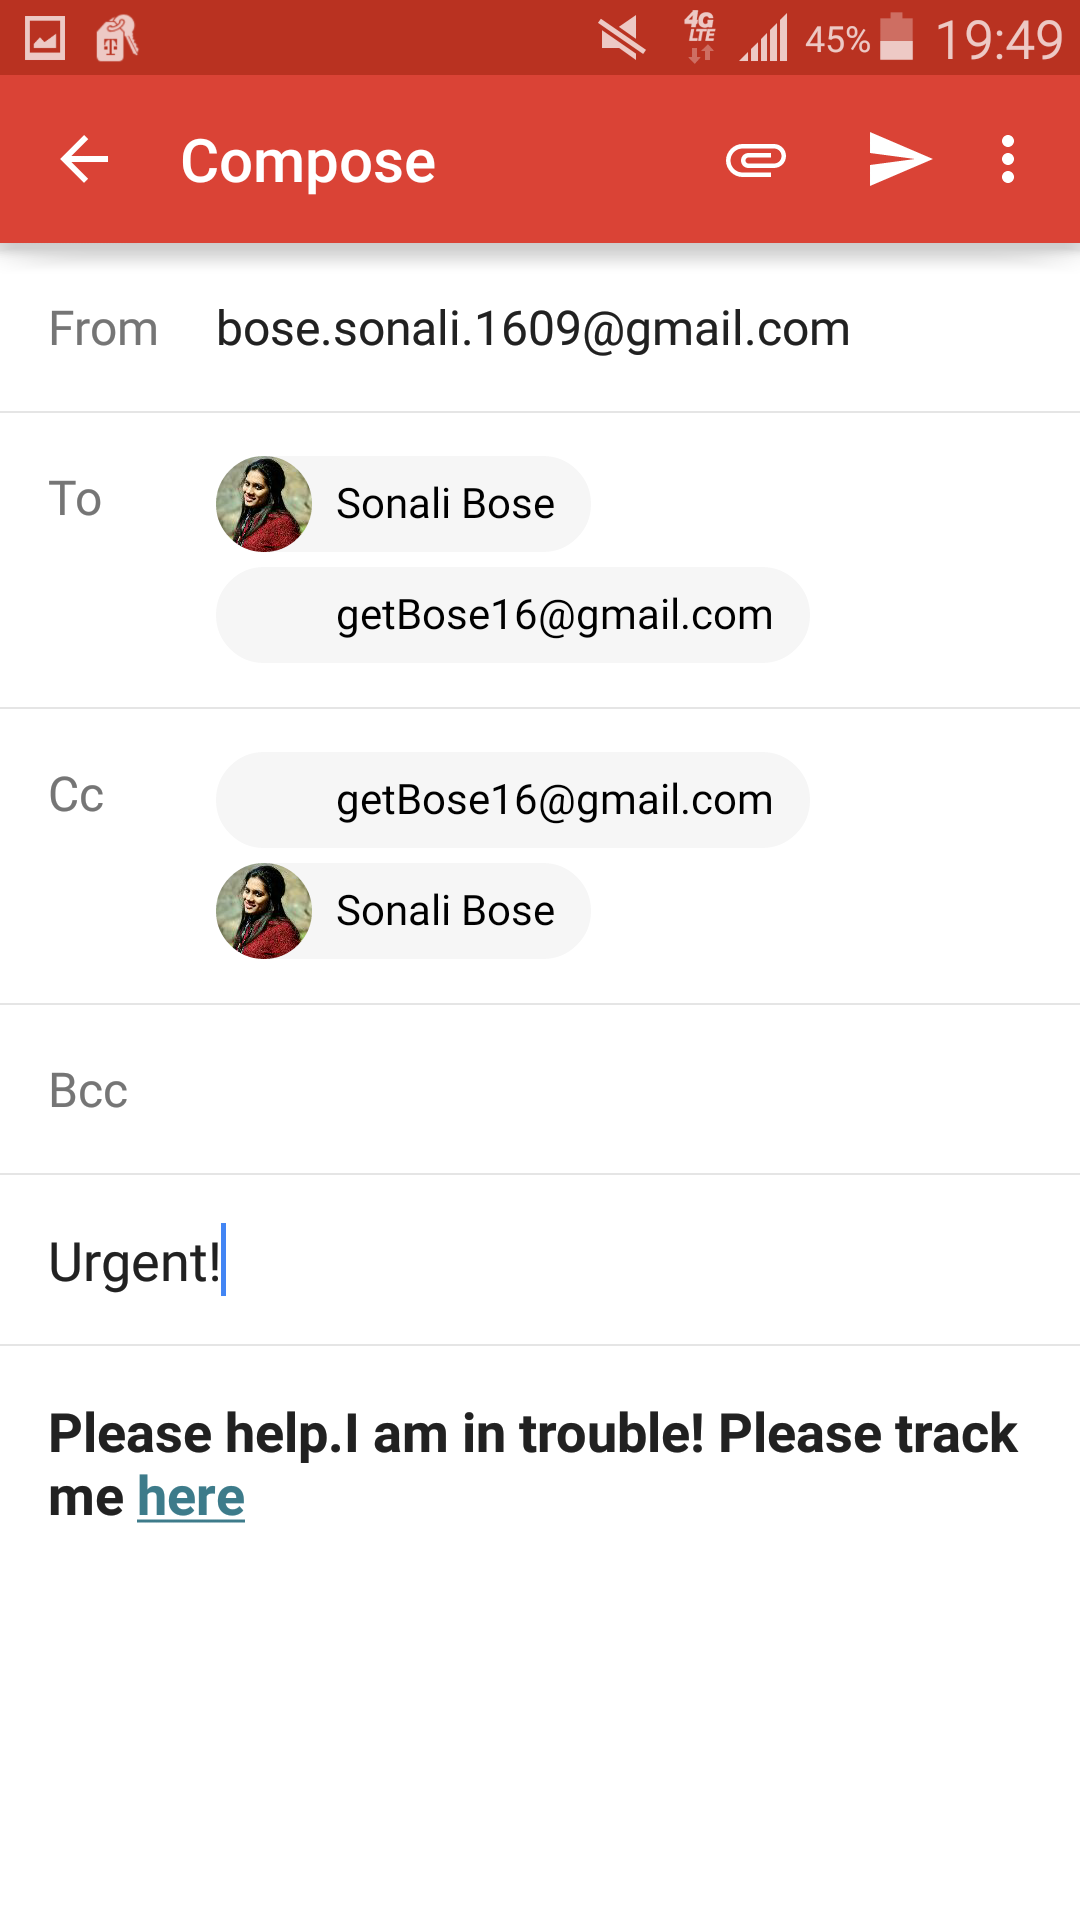 4G LTE 45% 19:49
Compose
From bose.sonali.1609@gmail.com
To Sonali Bose
getBose16@gmail.com
Cc getBose16@gmail.com
Sonali Bose
Bcc
Urgent!
Please help.I am in trouble! Please track
me here